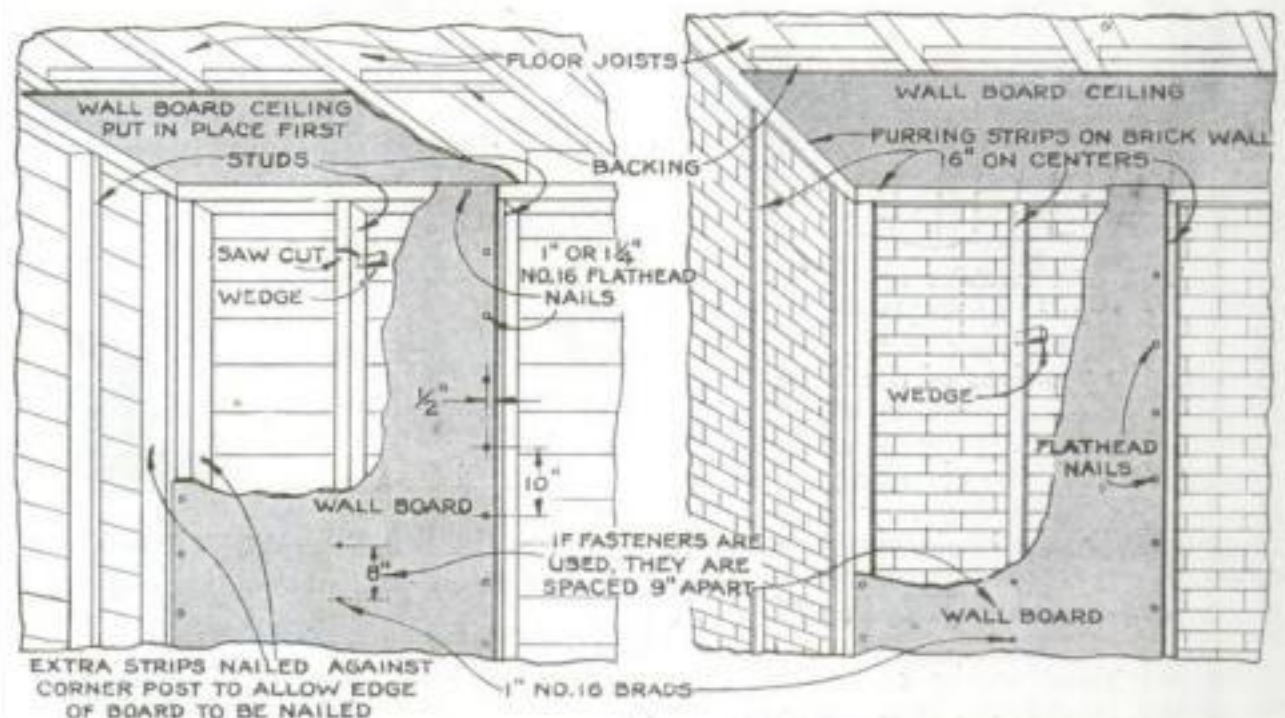 FLOOR JOISTS
WALL BOARD CEILING
PUT IN PLACE FIRST
STUDS
BACKING
SAW CUT
WEDGE
1" OR 1¼"
NO.16 FLATHEAD
NAILS
½"
10"
WALL BOARD
8"
IF FASTENERS ARE
USED, THEY ARE
SPACED 9" APART
EXTRA STRIPS NAILED AGAINST
CORNER POST TO ALLOW EDGE
OF BOARD TO BE NAILED
1" NO.16 BRADS
WALL BOARD CEILING
FURRING STRIPS ON BRICK WALL
16" ON CENTERS
WEDGE
FLATHEAD
NAILS
WALL BOARD